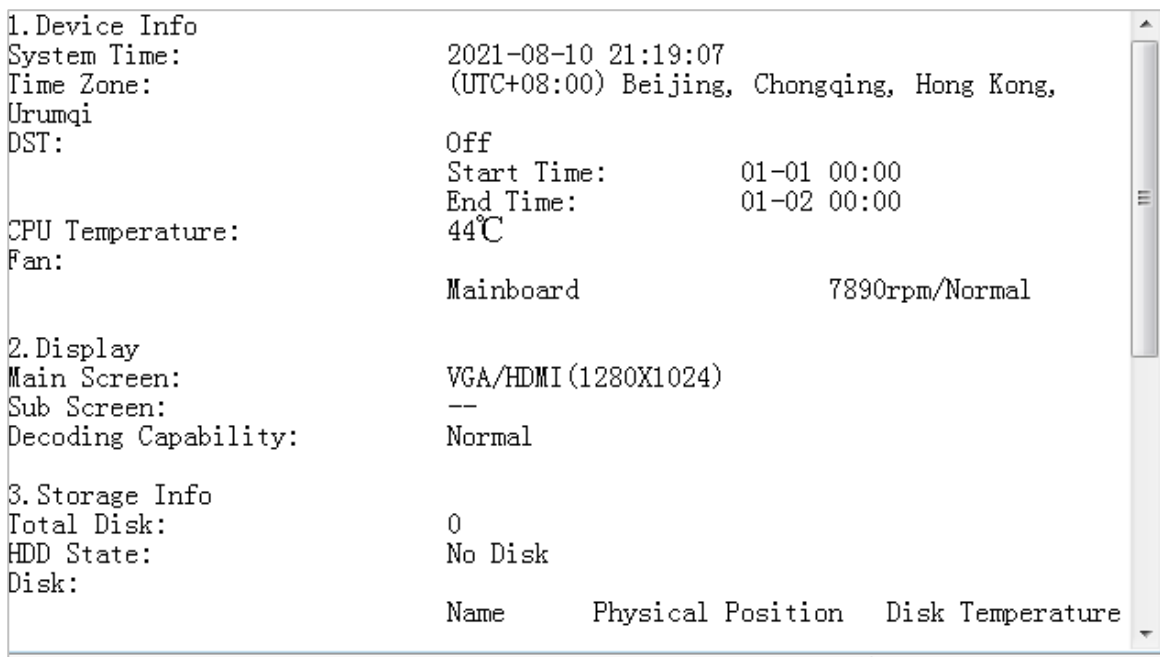 1.Device Info
System Time: 2021-08-10 21:19:07
Time Zone: (UTC+08:00) Beijing, Chongqing, Hong Kong,
Urumqi
DST: Off
Start Time: 01-01 00:00
End Time: 01-02 00:00
CPU Temperature: 44℃
Fan:
Mainboard 7890rpm/Normal
2.Display
Main Screen: VGA/HDMI(1280X1024)
Sub Screen: --
Decoding Capability: Normal
3.Storage Info
Total Disk: 0
HDD State: No Disk
Disk:
Name Physical Position Disk Temperature